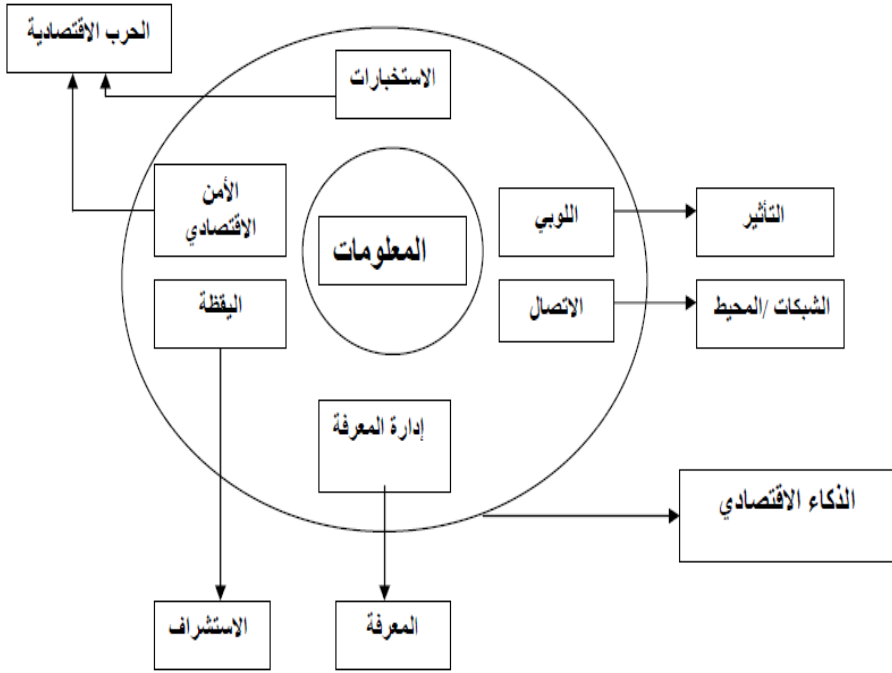 الحرب الاقتصادية
الاستخبارات
الأمن
الاقتصادي
اللوبي
التأثير
المعلومات
اليقظة
الاتصال
الشبكات /المحيط
إدارة المعرفة
الذكاء الاقتصادي
الاستشراف
المعرفة